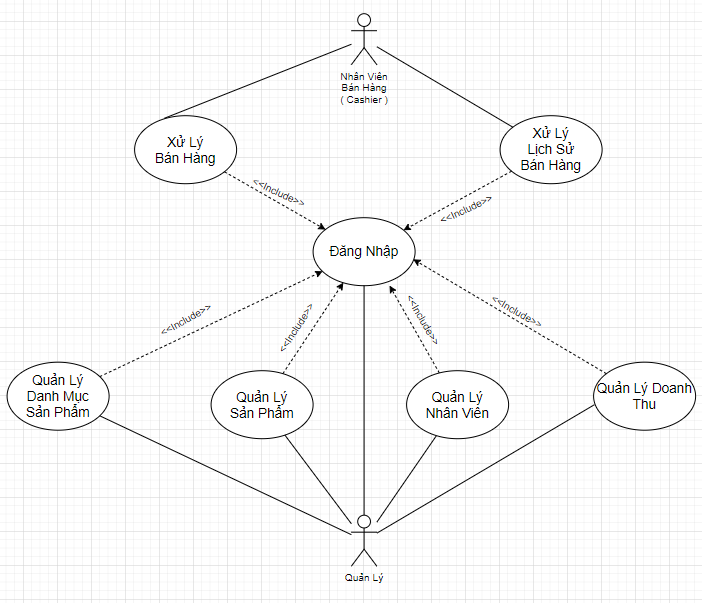 Nhân Viên
Bán Hàng
( Cashier )
Xử Lý
Bán Hàng
Xử Lý
Lịch Sử
Bán Hàng
<<Include>>
<<Include>>
Đăng Nhập
<<Include>>
<<Include>>
<<Include>>
<<Include>>
Quản Lý
Danh Mục
Sản Phẩm
Quản Lý
Sản Phẩm
Quản Lý
Nhân Viên
Quản Lý Doanh
Thu
Quản Lý